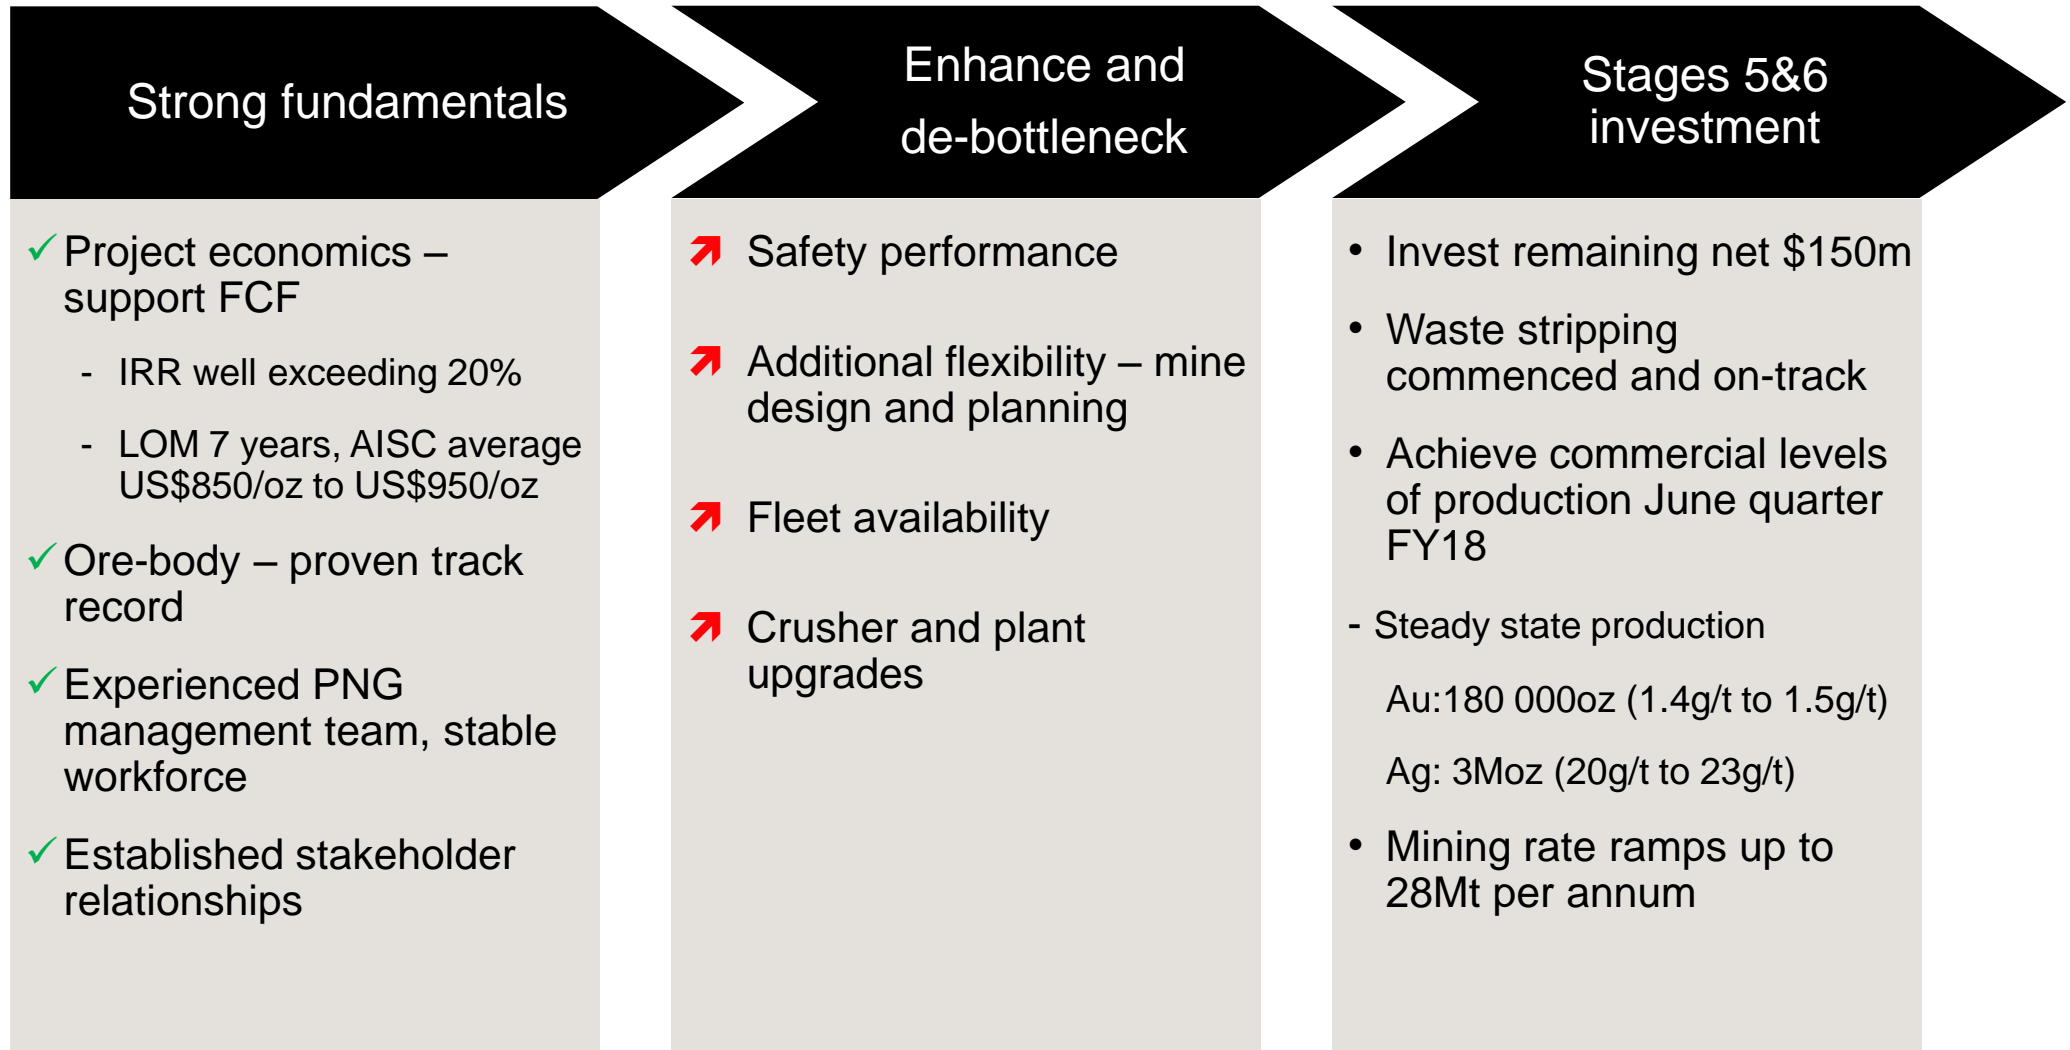 Strong fundamentals
✓ Project economics –
support FCF
- IRR well exceeding 20%
- LOM 7 years, AISC average
US$850/oz to US$950/oz
✓ Ore-body – proven track
record
✓ Experienced PNG
management team, stable
workforce
✓ Established stakeholder
relationships
Enhance and
de-bottleneck
Safety performance
Additional flexibility – mine
design and planning
Fleet availability
Crusher and plant
upgrades
Stages 5&6
investment
• Invest remaining net $150m
• Waste stripping
commenced and on-track
• Achieve commercial levels
of production June quarter
FY18
- Steady state production
Au:180 000oz (1.4g/t to 1.5g/t)
Ag: 3Moz (20g/t to 23g/t)
• Mining rate ramps up to
28Mt per annum